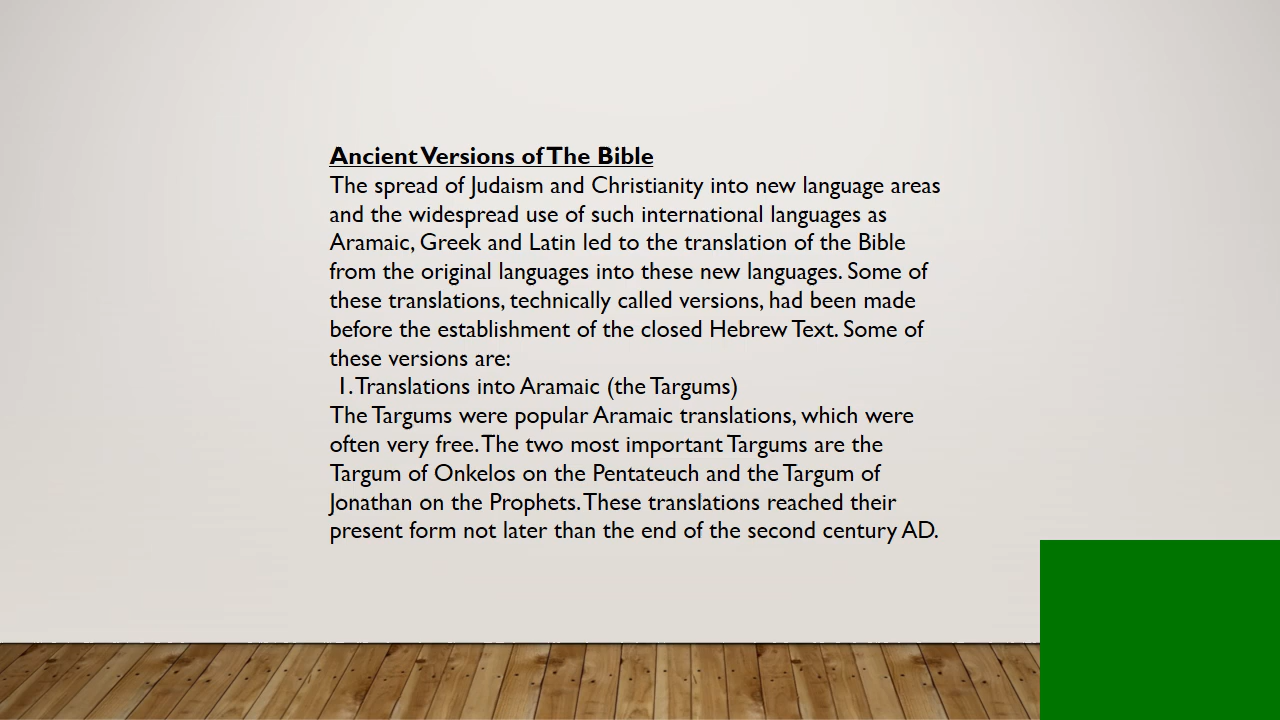 Ancient Versions of The Bible
The spread of Judaism and Christianity into new language areas
and the widespread use of such international languages as
Aramaic, Greek and Latin led to the translation of the Bible
from the original languages into these new languages. Some of
these translations, technically called versions, had been made
before the establishment of the closed Hebrew Text. Some of
these versions are:
1. Translations into Aramaic (the Targums)
The Targums were popular Aramaic translations, which were
often very free. The two most important Targums are the
Targum of Onkelos on the Pentateuch and the Targum of
Jonathan on the Prophets. These translations reached their
present form not later than the end of the second century AD.